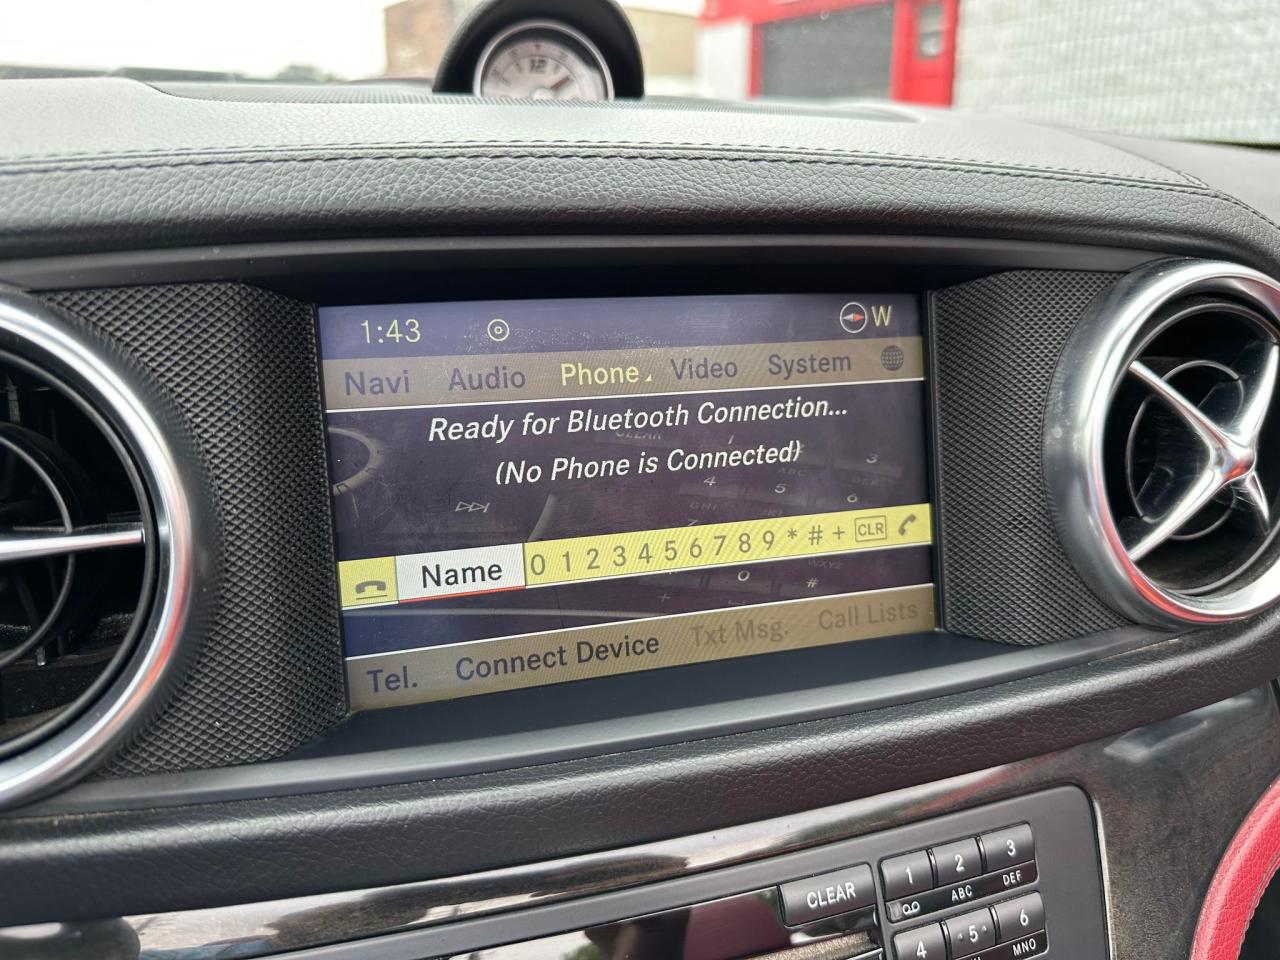 12
1:43 W
Navi Audio Phone Video System
Ready for Bluetooth Connection...
(No Phone is Connected)
Name 0 1 2 3 4 5 6 7 8 9 * # + CLR
Tel. Connect Device Txt Msg. Call Lists
CLEAR 1 2 ABC 3 DEF
4 5 6 MNO